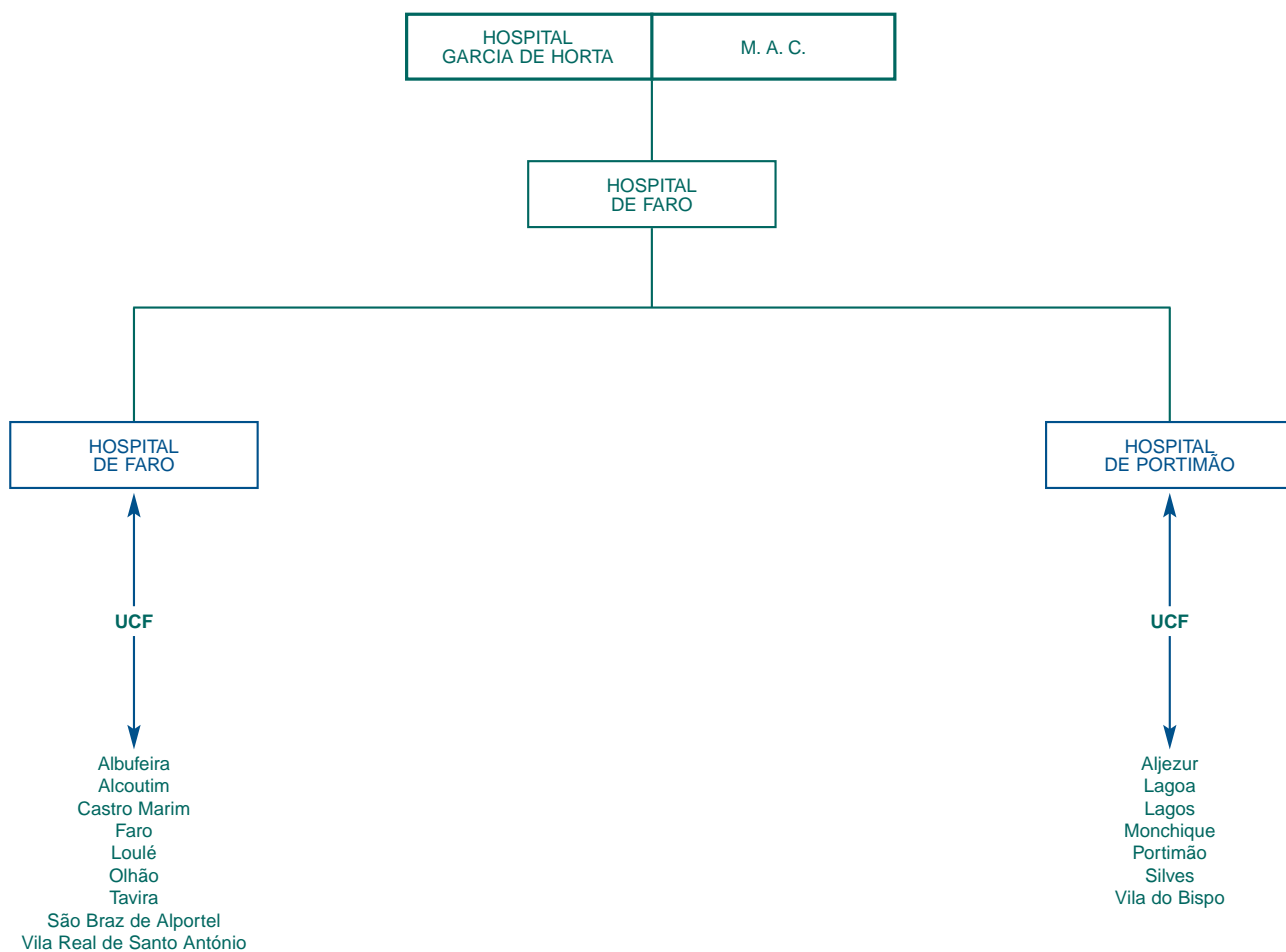 HOSPITAL
GARCIA DE HORTA
M. A. C.
HOSPITAL
DE FARO
HOSPITAL
DE FARO
HOSPITAL
DE PORTIMÃO
UCF
UCF
Albufeira
Alcoutim
Castro Marim
Faro
Loulé
Olhão
Tavira
São Braz de Alportel
Vila Real de Santo António
Aljezur
Lagoa
Lagos
Monchique
Portimão
Silves
Vila do Bispo